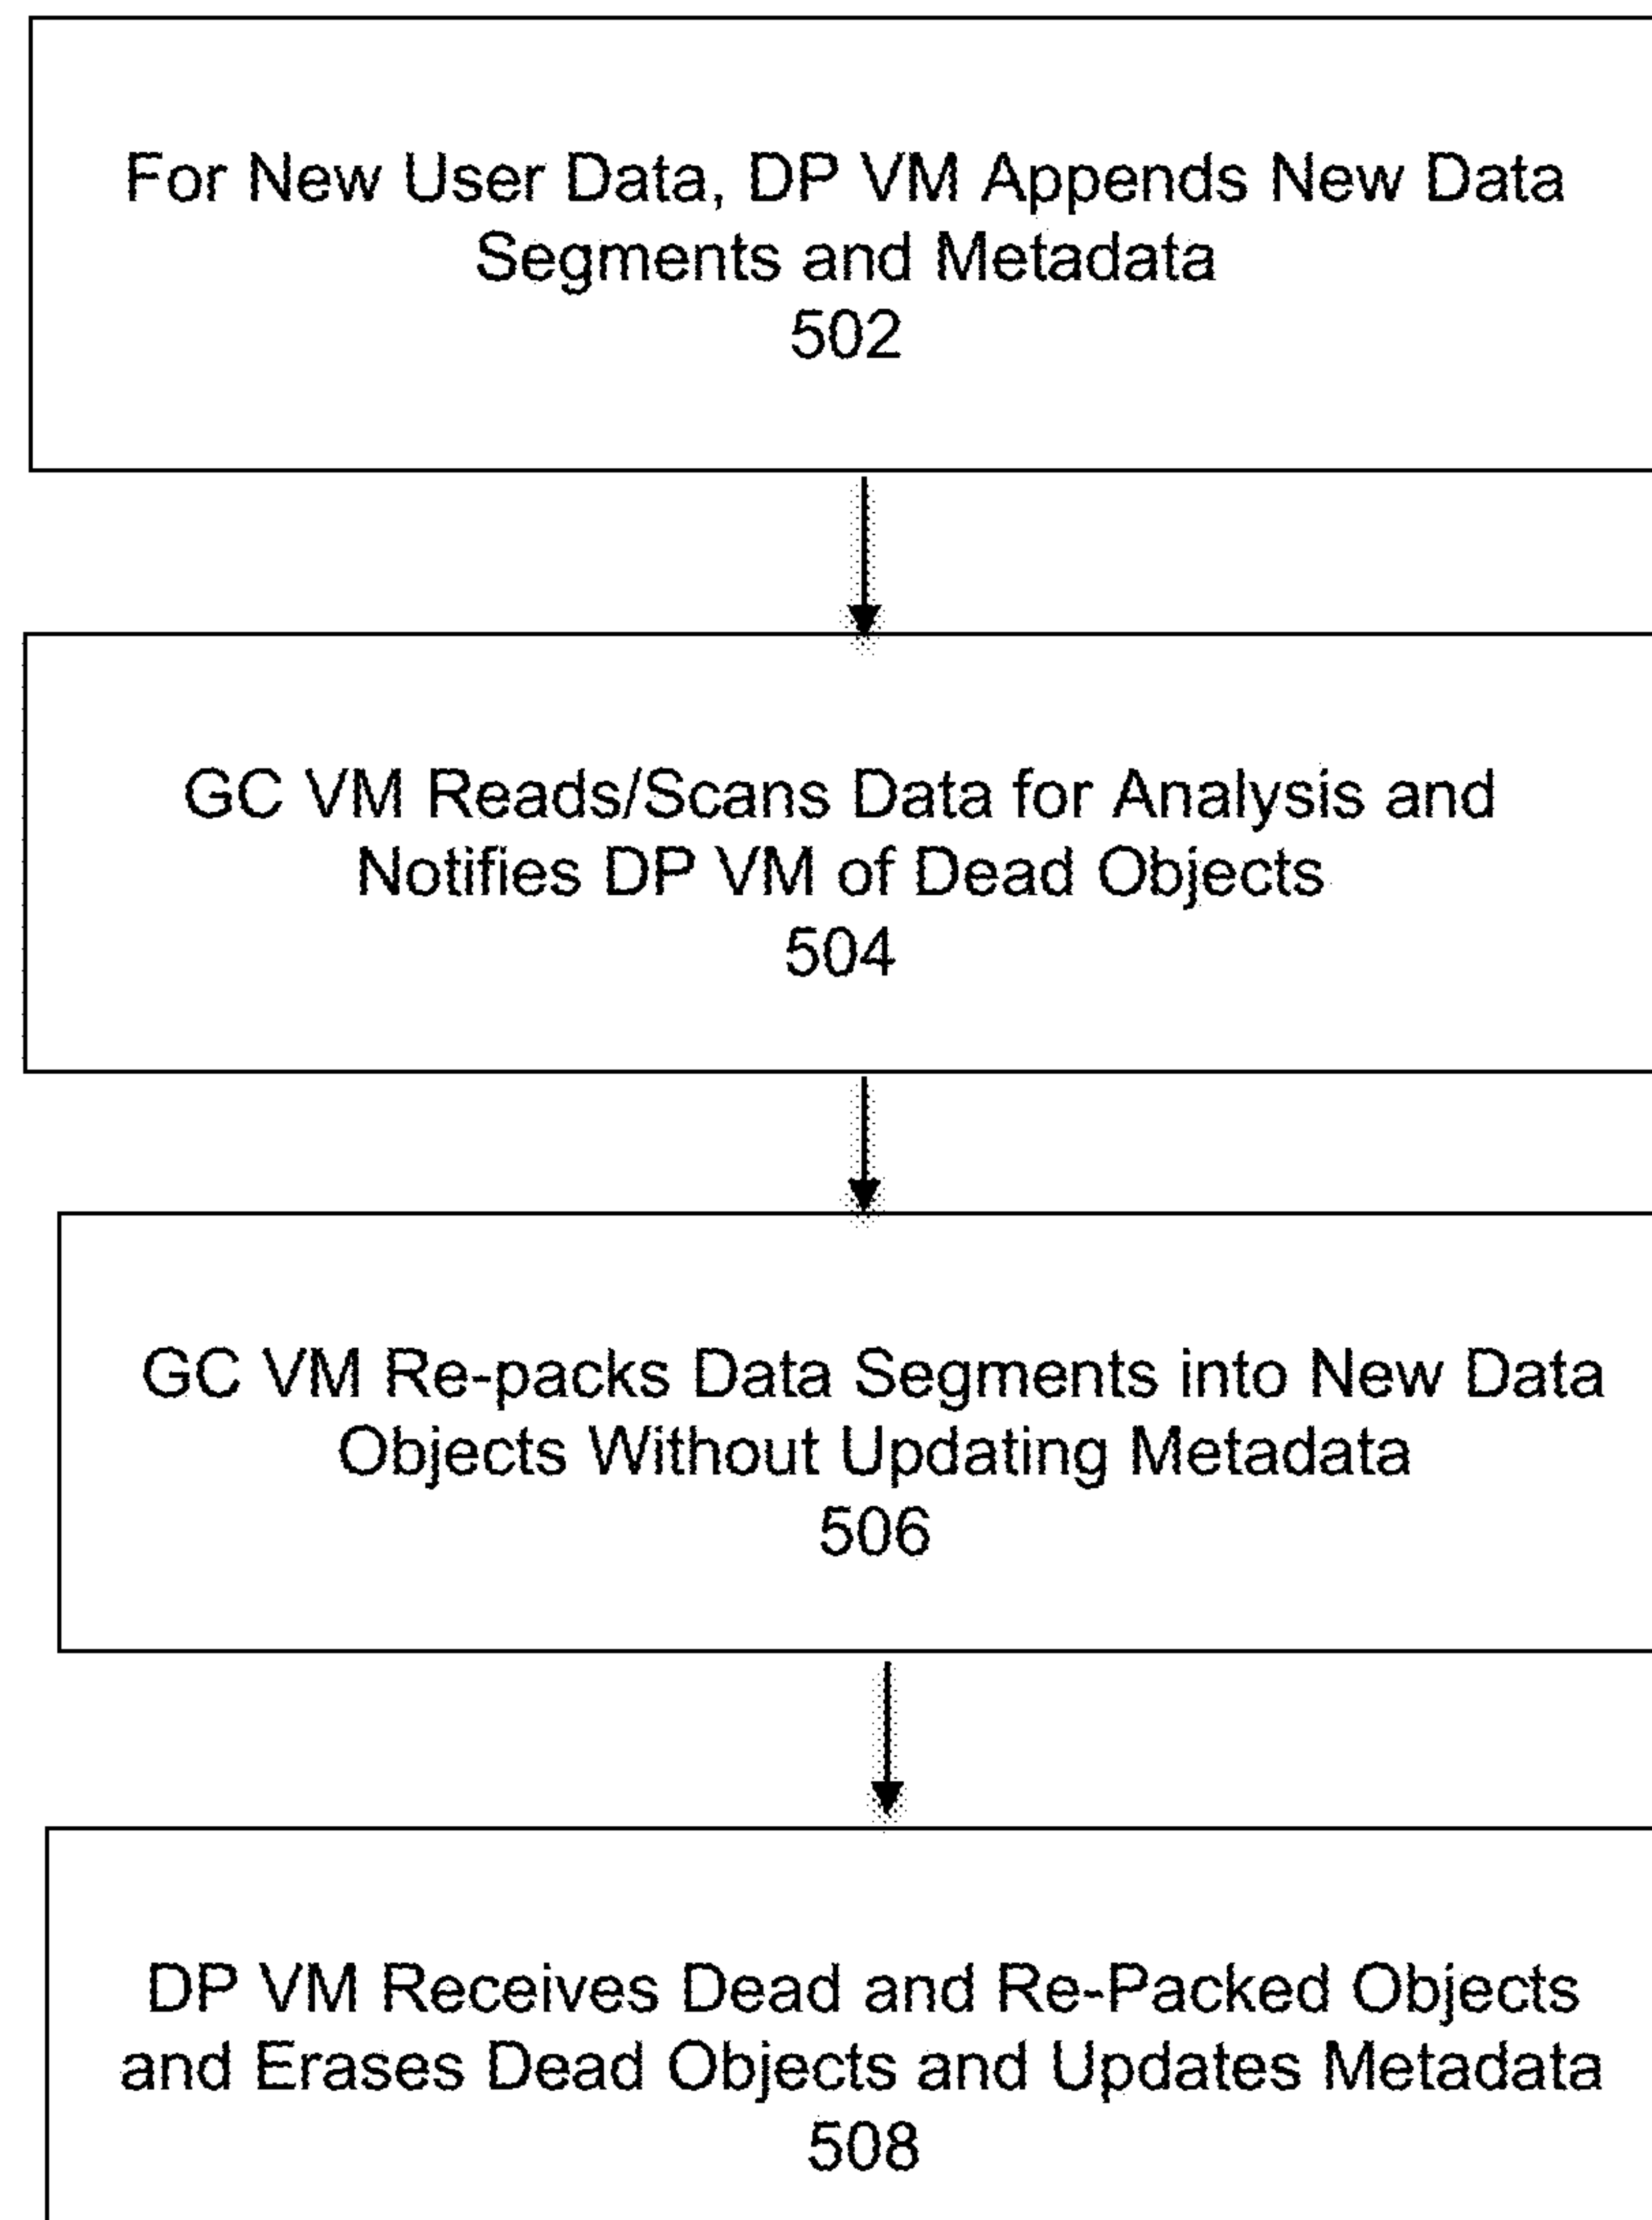 For New User Data, DP VM Appends New Data
Segments and Metadata
502
GC VM Reads/Scans Data for Analysis and
Notifies DP VM of Dead Objects
504
GC VM Re-packs Data Segments into New Data
Objects Without Updating Metadata
506
DP VM Receives Dead and Re-Packed Objects
and Erases Dead Objects and Updates Metadata
508